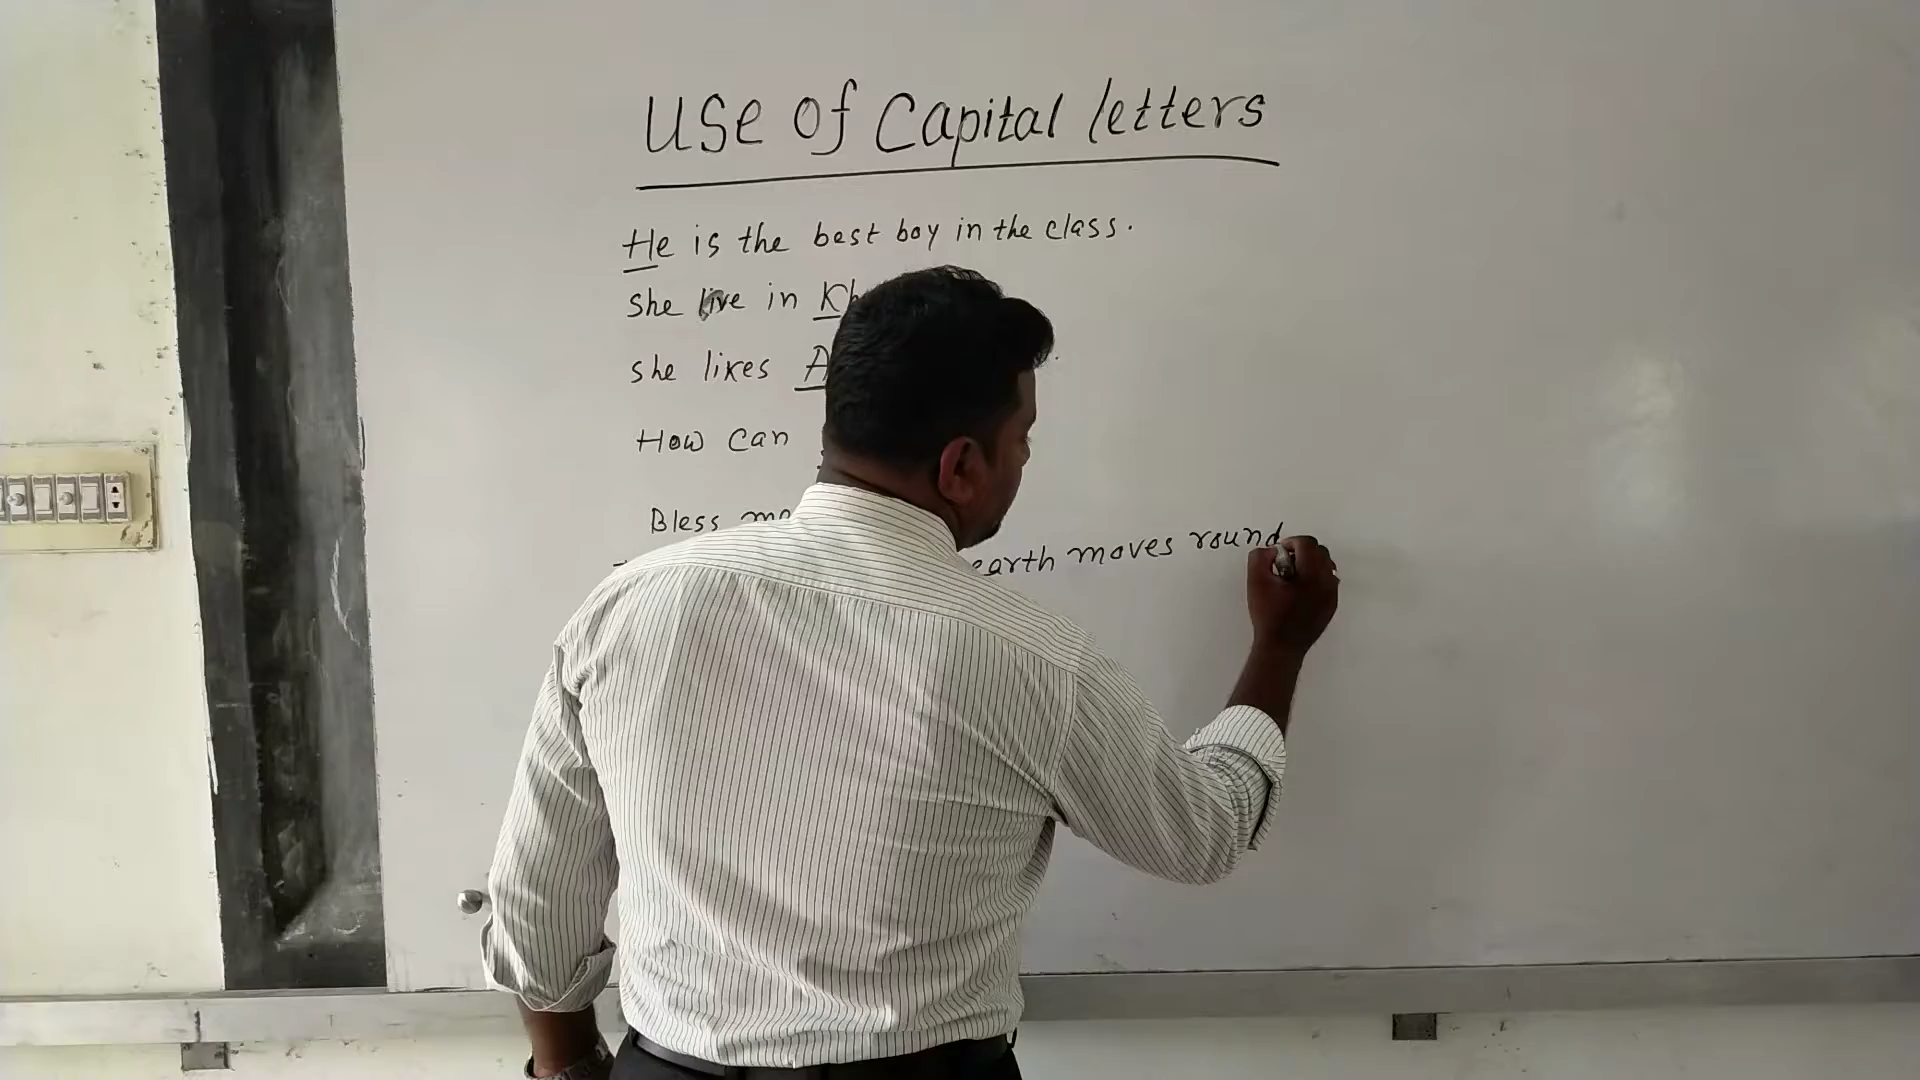 Use of Capital letters
He is the best boy in the class.
she live in
she likes
How can
Bless
earth moves round